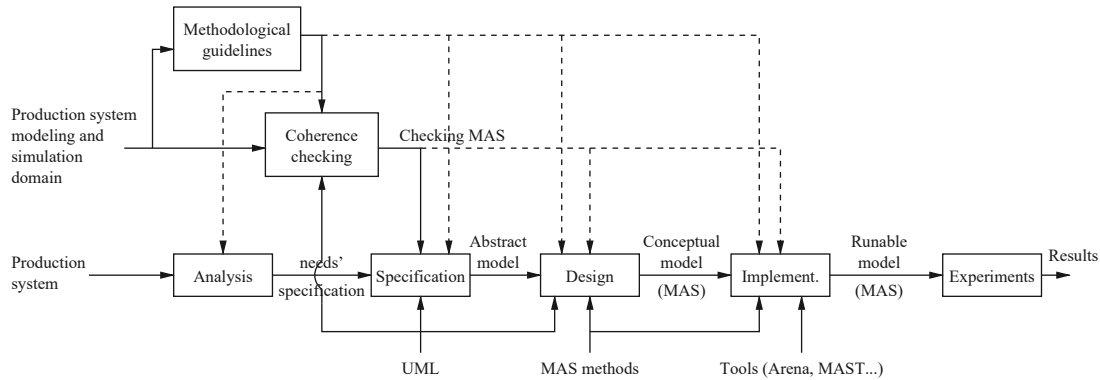 Methodological
guidelines
Production system
modeling and
simulation
domain
Coherence
checking
Checking MAS
Production
system
Analysis
needs’
specification
Specification
Abstract
model
Design
Conceptual
model
(MAS)
Implement.
Runable
model
(MAS)
Experiments
Results
UML
MAS methods
Tools (Arena, MAST...)